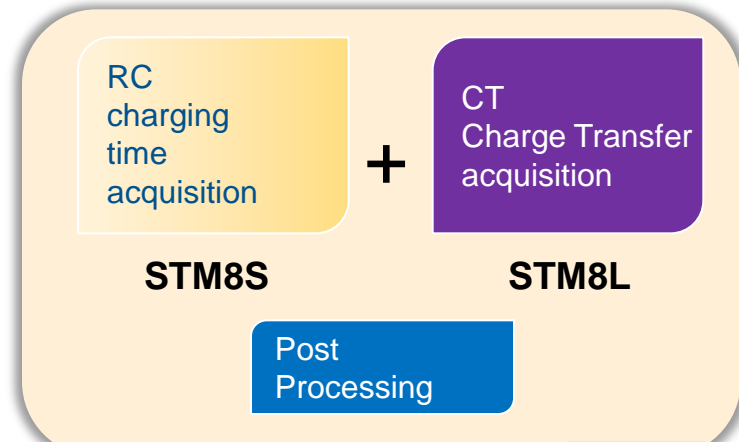 RC
charging
time
acquisition
+
CT
Charge Transfer
acquisition
STM8S
STM8L
Post
Processing